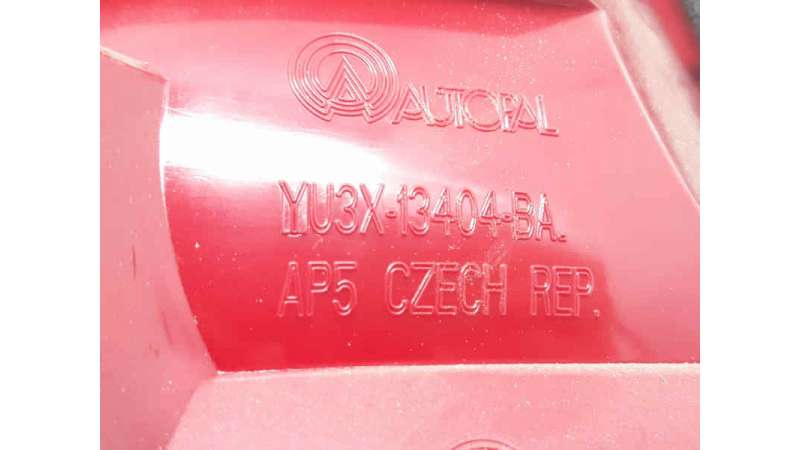 AUTOPAL
YU3X-13404-BA.
AP5 CZECH REP.